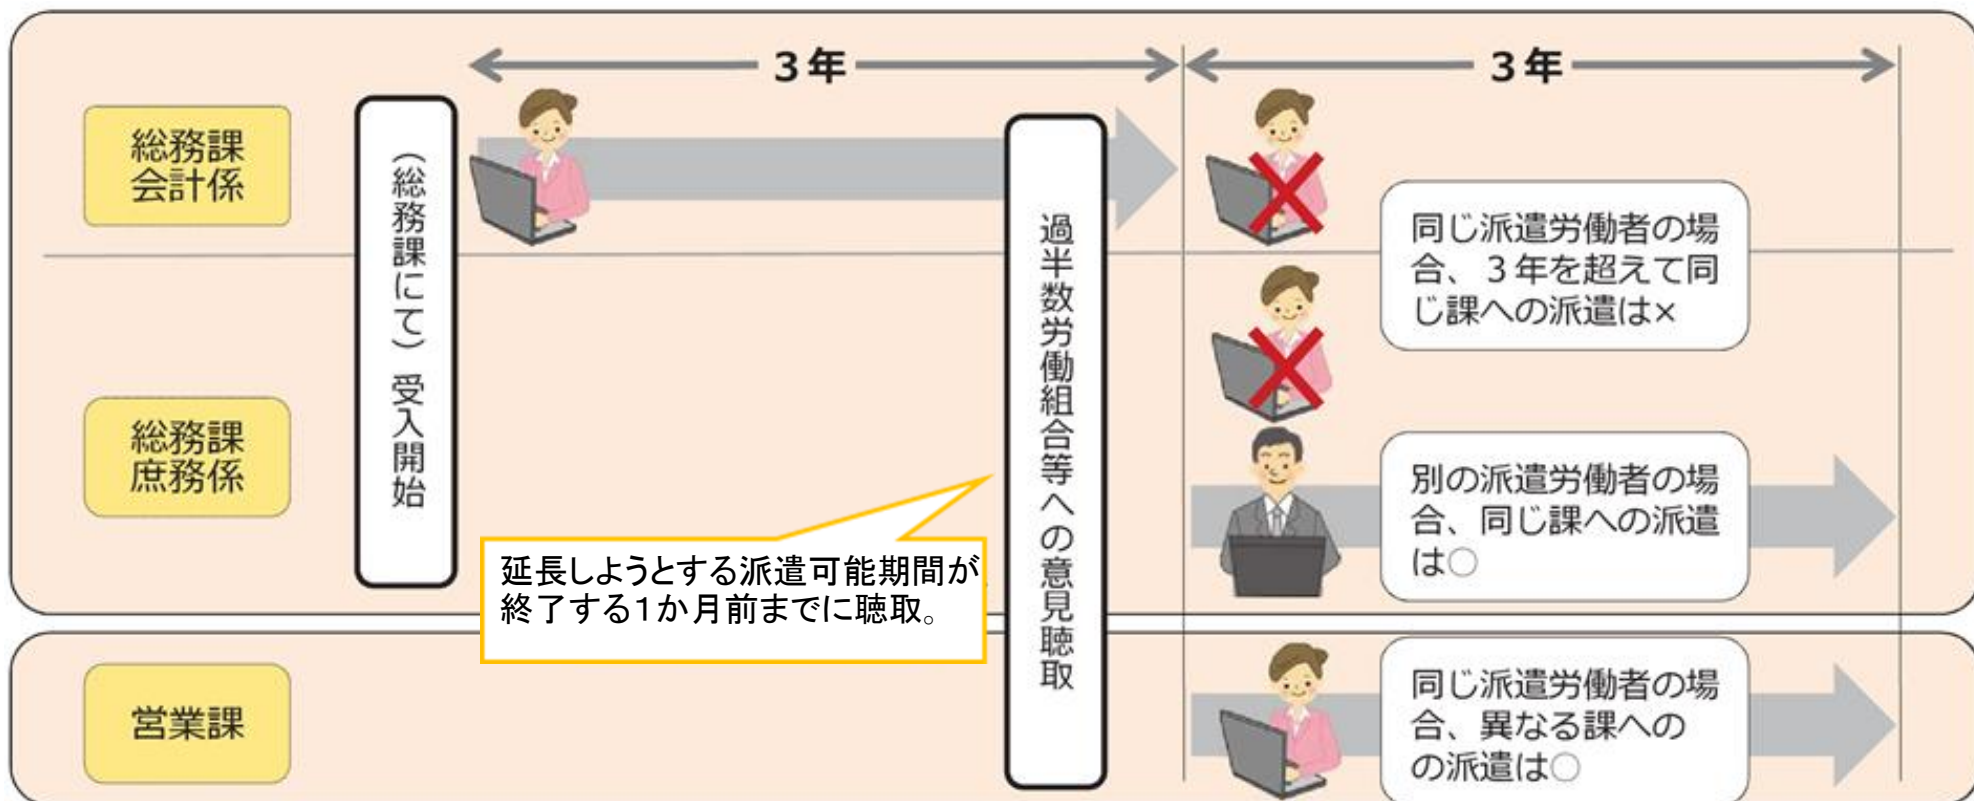 3年
3年
総務課
会計係
（総務課にて）受入開始
過半数労働組合等への意見聴取
同じ派遣労働者の場
合、3年を超えて同
じ課への派遣は×
総務課
庶務係
別の派遣労働者の場
合、同じ課への派遣
は○
延長しようとする派遣可能期間が
終了する1か月前までに聴取。
営業課
同じ派遣労働者の場
合、異なる課への
の派遣は○